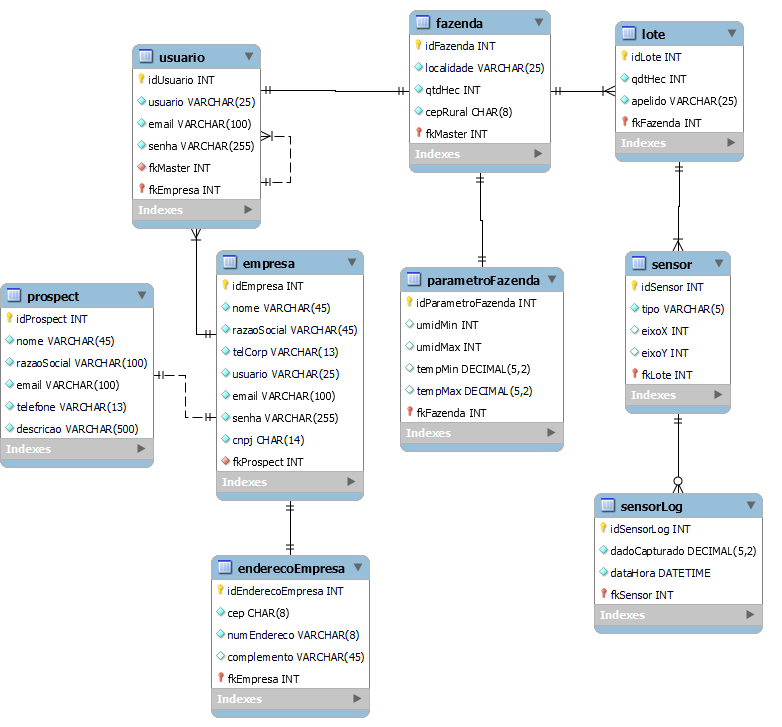 usuario
idUsuario INT
usuario VARCHAR(25)
email VARCHAR(100)
senha VARCHAR(255)
fkMaster INT
fkEmpresa INT
Indexes
fazenda
idFazenda INT
localidade VARCHAR(25)
qtdHec INT
cepRural CHAR(8)
fkMaster INT
Indexes
lote
idLote INT
qdtHec INT
apelido VARCHAR(25)
fkFazenda INT
Indexes
prospect
idProspect INT
nome VARCHAR(45)
razaoSocial VARCHAR(100)
email VARCHAR(100)
telefone VARCHAR(13)
descricao VARCHAR(500)
Indexes
empresa
idEmpresa INT
nome VARCHAR(45)
razaoSocial VARCHAR(45)
telCorp VARCHAR(13)
usuario VARCHAR(25)
email VARCHAR(100)
senha VARCHAR(255)
cnpj CHAR(14)
fkProspect INT
Indexes
parametroFazenda
idParametroFazenda INT
umidMin INT
umidMax INT
tempMin DECIMAL(5,2)
tempMax DECIMAL(5,2)
fkFazenda INT
Indexes
sensor
idSensor INT
tipo VARCHAR(5)
eixoX INT
eixoY INT
fkLote INT
Indexes
enderecoEmpresa
idEnderecoEmpresa INT
cep CHAR(8)
numEndereco VARCHAR(8)
complemento VARCHAR(45)
fkEmpresa INT
Indexes
sensorLog
idSensorLog INT
dadoCapturado DECIMAL(5,2)
dataHora DATETIME
fkSensor INT
Indexes